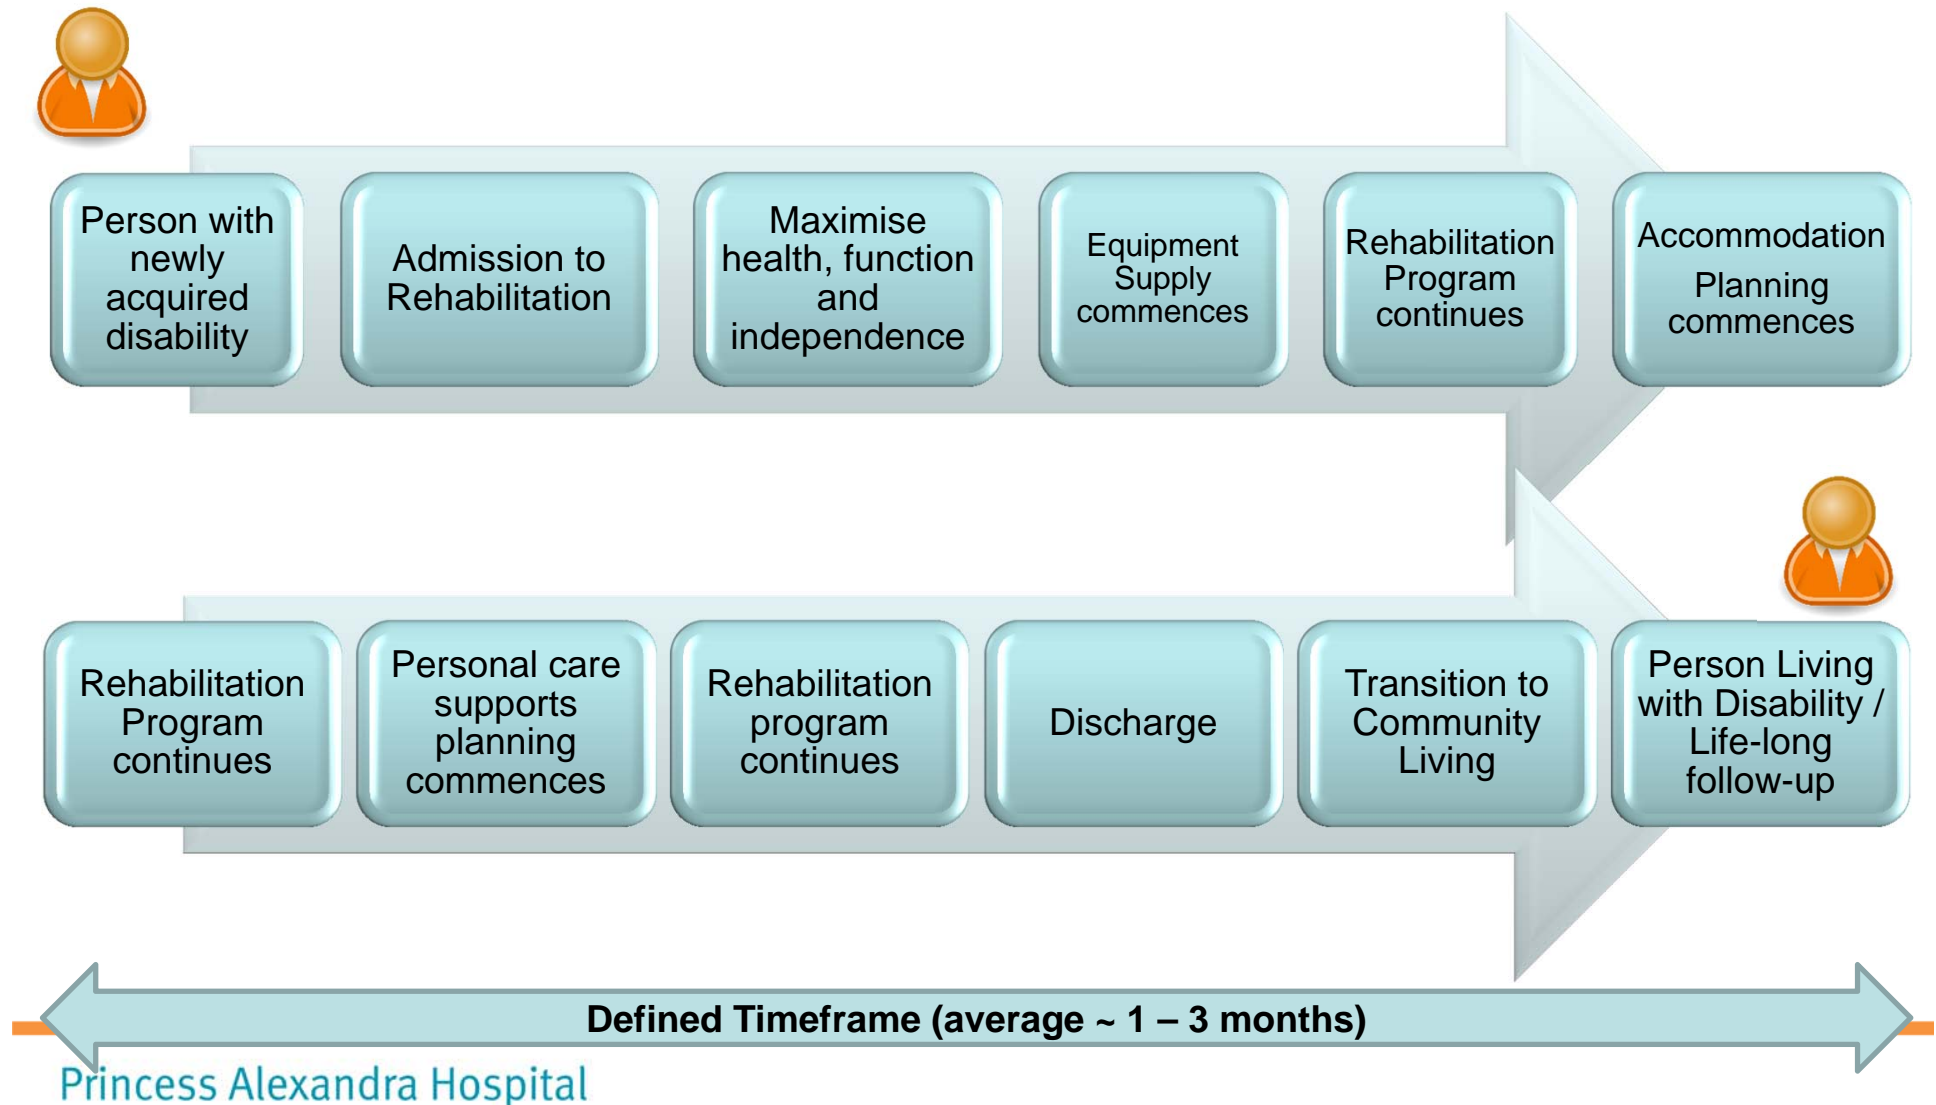 Person with
newly
acquired
disability
Admission to
Rehabilitation
Maximise
health, function
and
independence
Equipment
Supply
commences
Rehabilitation
Program
continues
Accommodation
Planning
commences
Rehabilitation
Program
continues
Personal care
supports
planning
commences
Rehabilitation
program
continues
Discharge
Transition to
Community
Living
Person Living
with Disability /
Life-long
follow-up
Defined Timeframe (average ~ 1 – 3 months)
Princess Alexandra Hospital